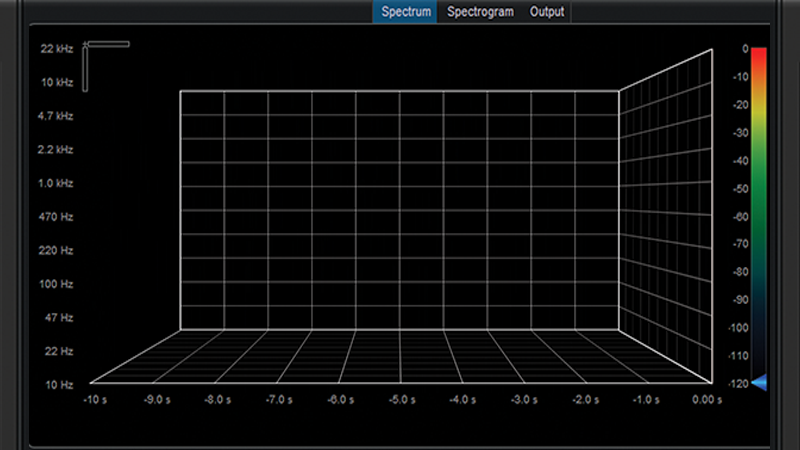 Spectrum Spectrogram Output
22 kHz
10 kHz
4.7 kHz
2.2 kHz
1.0 kHz
470 Hz
220 Hz
100 Hz
47 Hz
22 Hz
10 Hz
-10 s -9.0 s -8.0 s -7.0 s -6.0 s -5.0 s -4.0 s -3.0 s -2.0 s -1.0 s 0.00 s
0
-10
-20
-30
-40
-50
-60
-70
-80
-90
-100
-110
-120